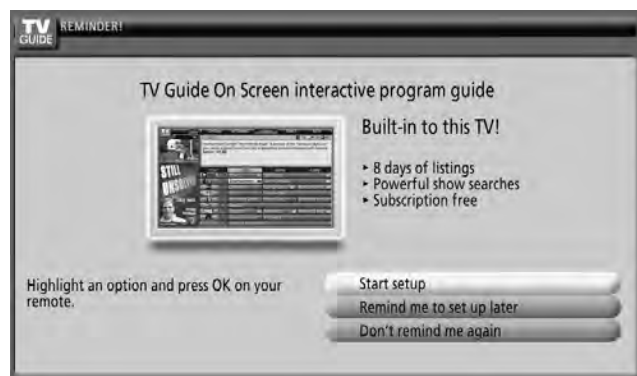 TV
GUIDE
REMINDER!
TV Guide On Screen interactive program guide
Built-in to this TV!
▸ 8 days of listings
▸ Powerful show searches
▸ Subscription free
STILL
Highlight an option and press OK on your
remote.
Start setup
Remind me to set up later
Don't remind me again